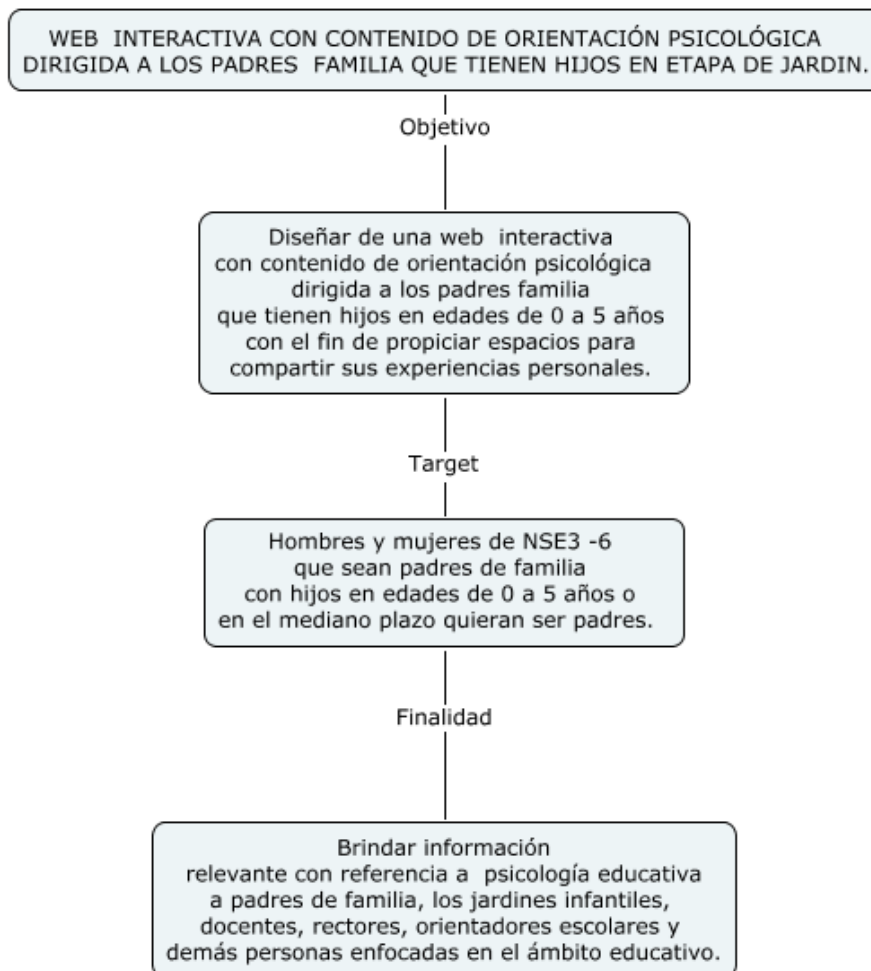 WEB INTERACTIVA CON CONTENIDO DE ORIENTACIÓN PSICOLÓGICA
DIRIGIDA A LOS PADRES FAMILIA QUE TIENEN HIJOS EN ETAPA DE JARDIN.
Objetivo
Diseñar de una web interactiva
con contenido de orientación psicológica
dirigida a los padres familia
que tienen hijos en edades de 0 a 5 años
con el fin de propiciar espacios para
compartir sus experiencias personales.
Target
Hombres y mujeres de NSE3 -6
que sean padres de familia
con hijos en edades de 0 a 5 años o
en el mediano plazo quieran ser padres.
Finalidad
Brindar información
relevante con referencia a psicología educativa
a padres de familia, los jardines infantiles,
docentes, rectores, orientadores escolares y
demás personas enfocadas en el ámbito educativo.